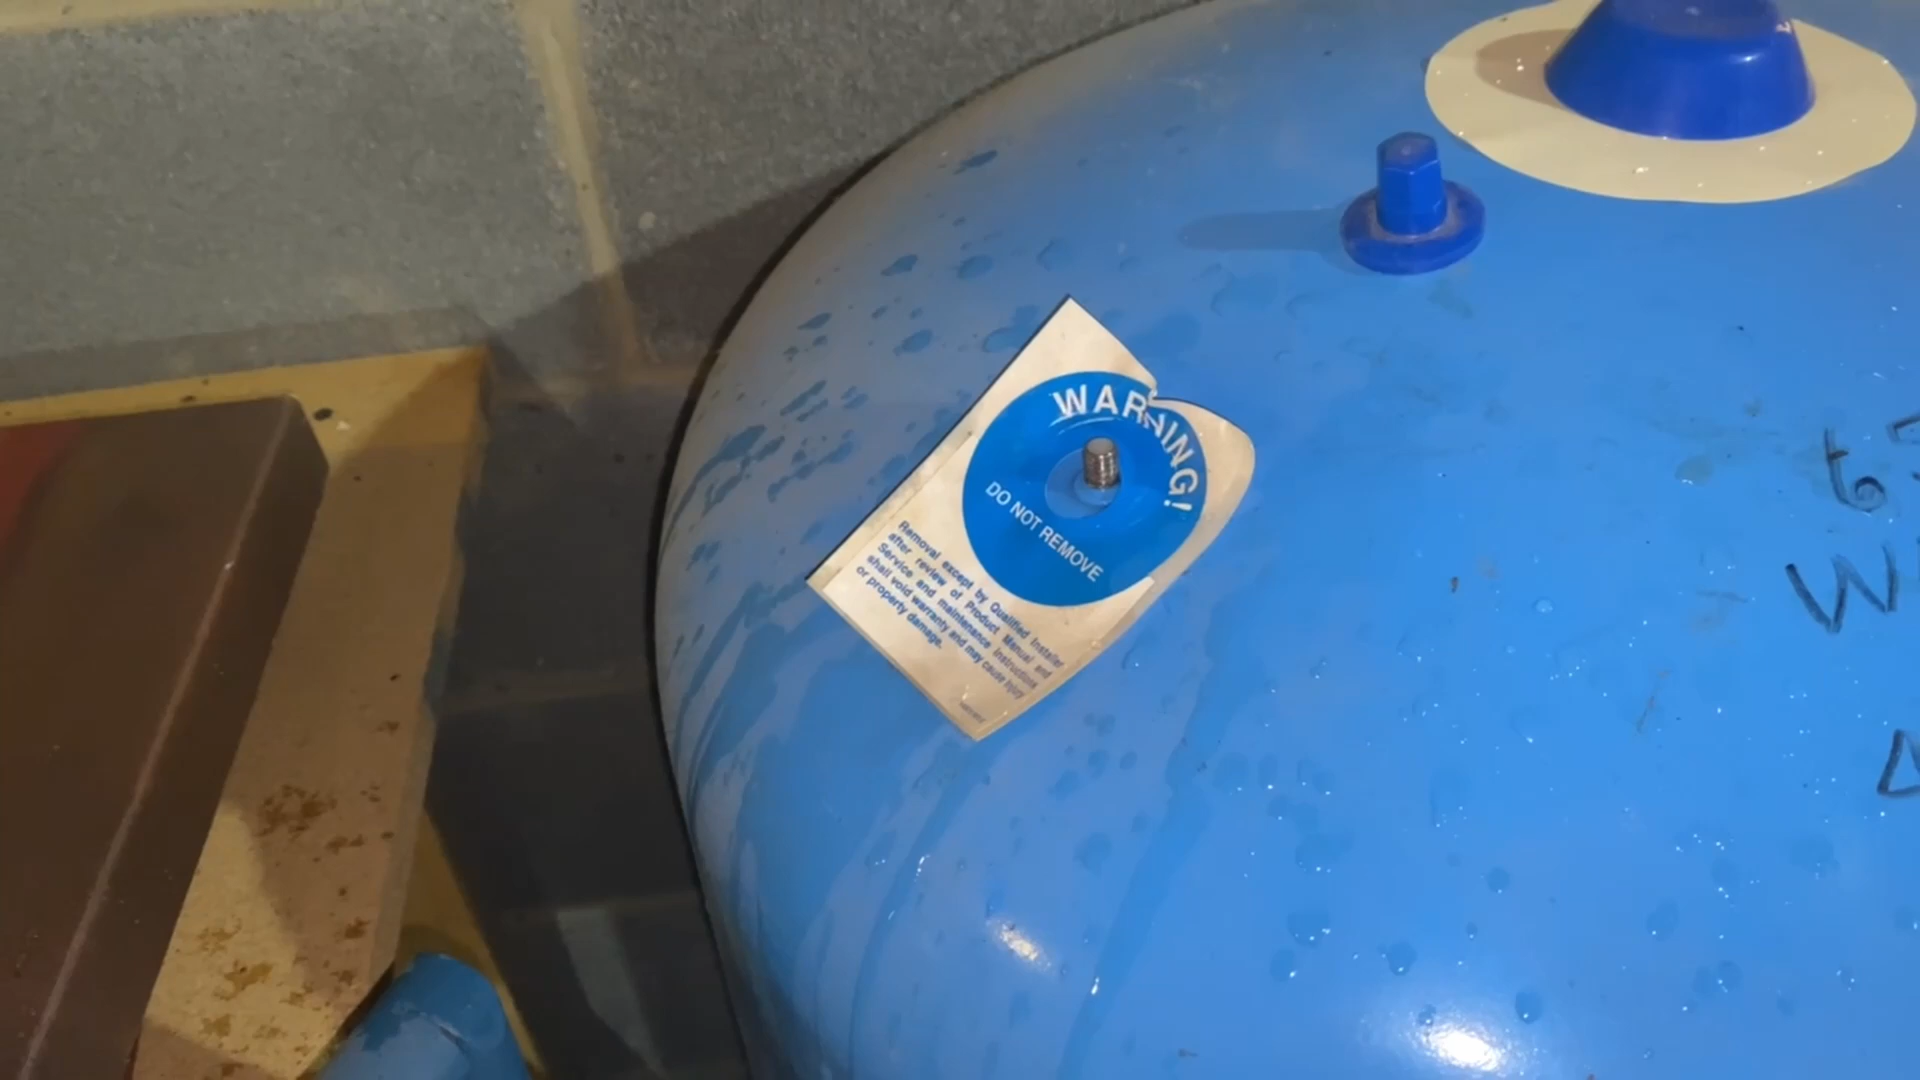 WARNING!
DO NOT REMOVE
Removal except by Qualified Installer
after review of Product Manual and
Service and maintenance instructions
shall void warranty and may cause injury
or property damage.